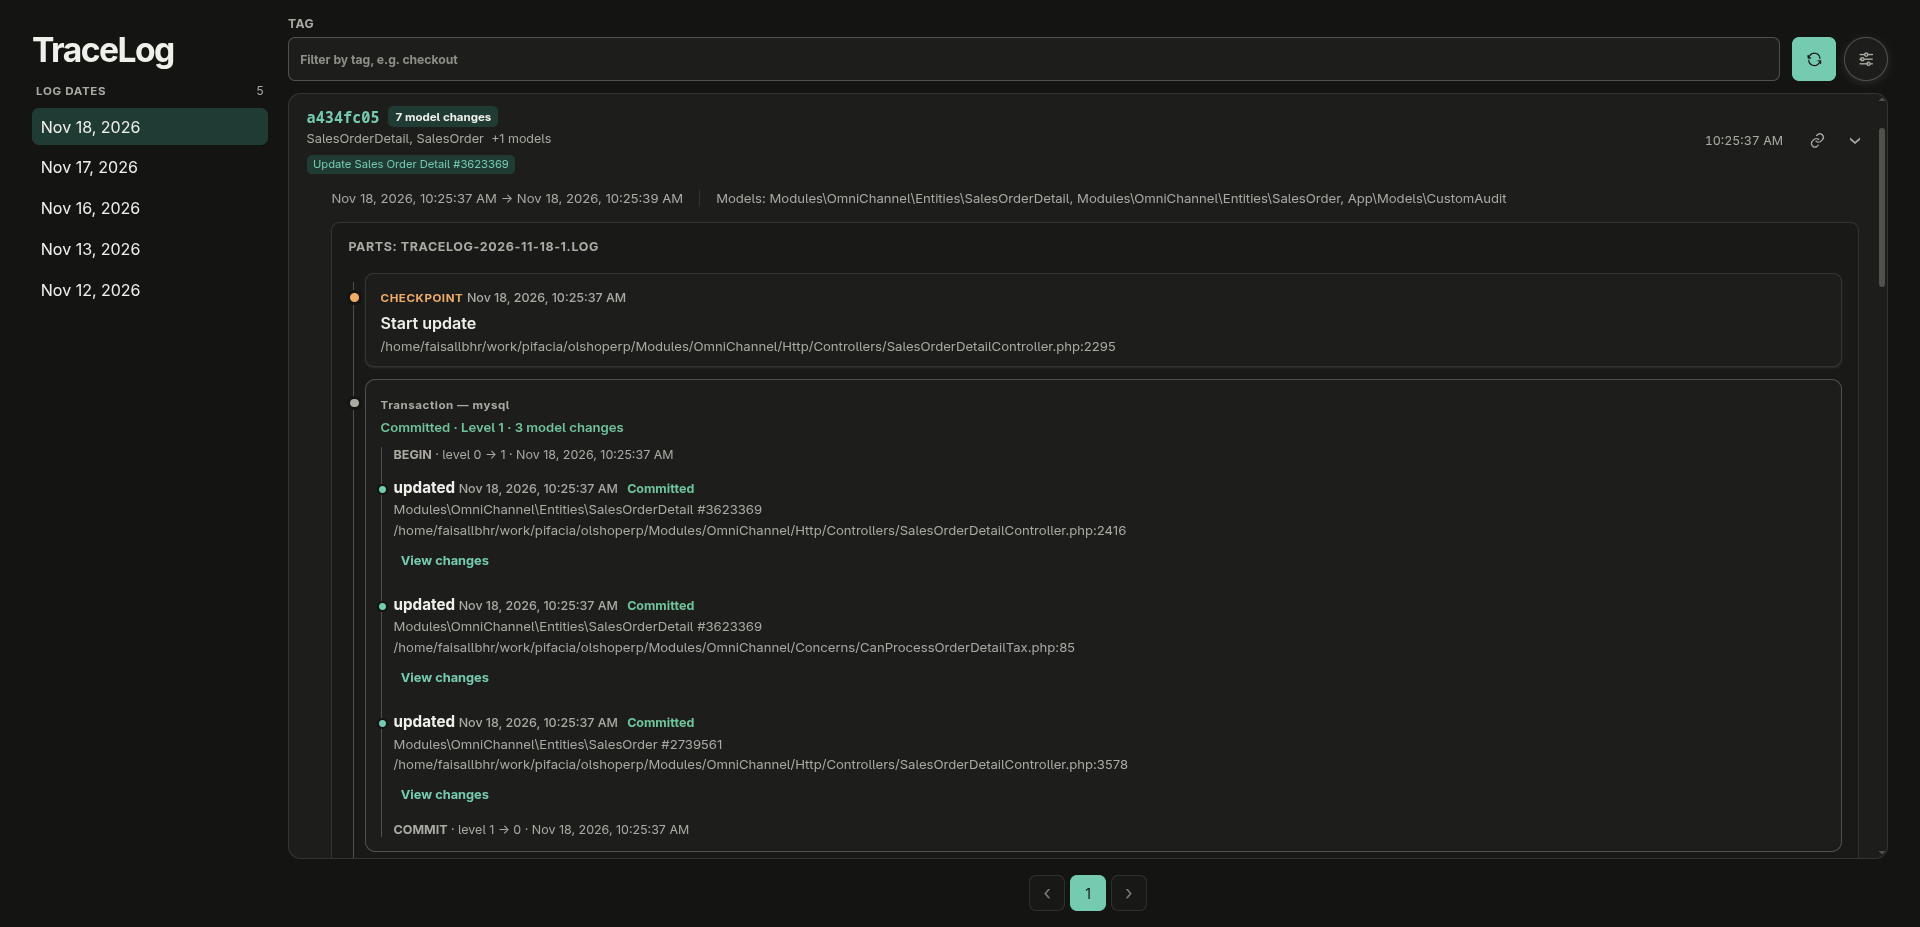 TraceLog
LOG DATES 5
Nov 18, 2026
Nov 17, 2026
Nov 16, 2026
Nov 13, 2026
Nov 12, 2026
TAG
Filter by tag, e.g. checkout
a434fc05 7 model changes
SalesOrderDetail, SalesOrder +1 models
Update Sales Order Detail #3623369
10:25:37 AM
Nov 18, 2026, 10:25:37 AM → Nov 18, 2026, 10:25:39 AM
Models: Modules\OmniChannel\Entities\SalesOrderDetail, Modules\OmniChannel\Entities\SalesOrder, App\Models\CustomAudit
PARTS: TRACELOG-2026-11-18-1.LOG
CHECKPOINT Nov 18, 2026, 10:25:37 AM
Start update
/home/faisallbhr/work/pifacia/olshoperp/Modules/OmniChannel/Http/Controllers/SalesOrderDetailController.php:2295
Transaction — mysql
Committed · Level 1 · 3 model changes
BEGIN · level 0 → 1 · Nov 18, 2026, 10:25:37 AM
updated Nov 18, 2026, 10:25:37 AM Committed
Modules\OmniChannel\Entities\SalesOrderDetail #3623369
/home/faisallbhr/work/pifacia/olshoperp/Modules/OmniChannel/Http/Controllers/SalesOrderDetailController.php:2416
View changes
updated Nov 18, 2026, 10:25:37 AM Committed
Modules\OmniChannel\Entities\SalesOrderDetail #3623369
/home/faisallbhr/work/pifacia/olshoperp/Modules/OmniChannel/Concerns/CanProcessOrderDetailTax.php:85
View changes
updated Nov 18, 2026, 10:25:37 AM Committed
Modules\OmniChannel\Entities\SalesOrder #2739561
/home/faisallbhr/work/pifacia/olshoperp/Modules/OmniChannel/Http/Controllers/SalesOrderDetailController.php:3578
View changes
COMMIT · level 1 → 0 · Nov 18, 2026, 10:25:37 AM
1